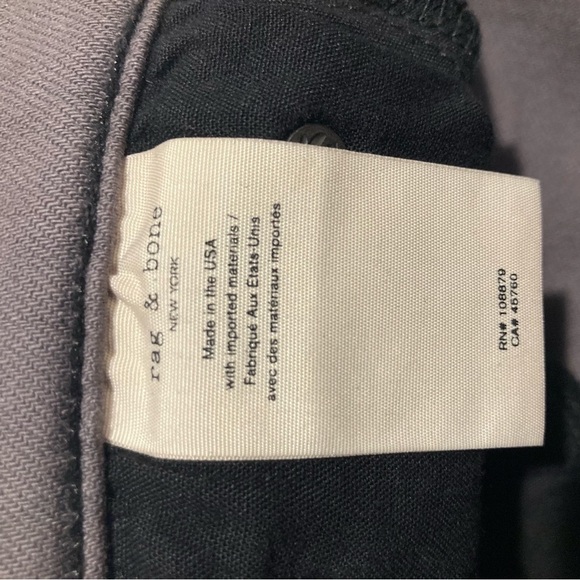 rag & bone
NEW YORK
Made in the USA
with imported materials /
Fabriqué Aux États-Unis
avec des matériaux importés
RN# 108879
CA# 45760